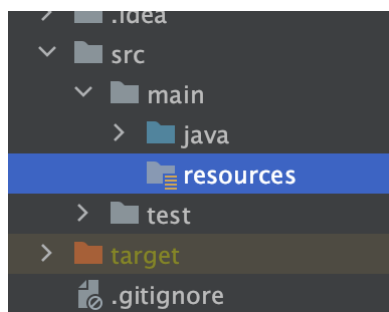 .idea
src
main
java
resources
test
target
.gitignore